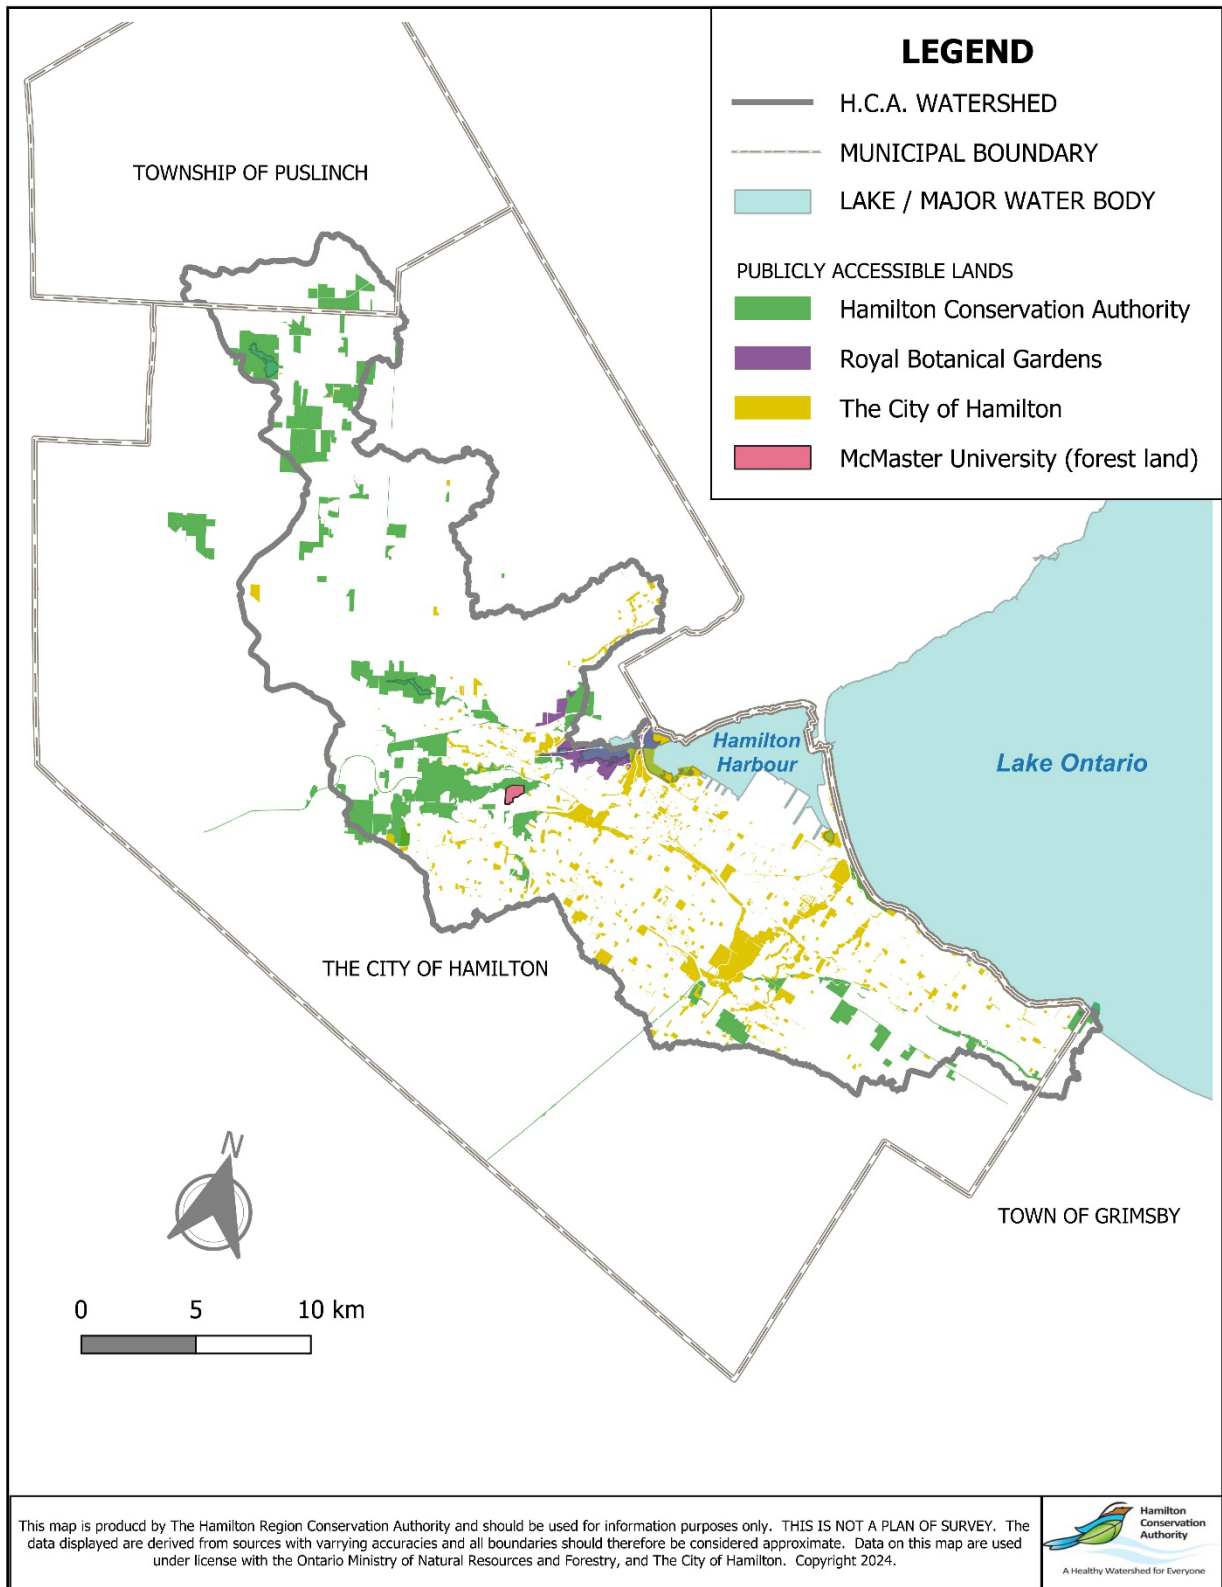 LEGEND
H.C.A. WATERSHED
MUNICIPAL BOUNDARY
LAKE / MAJOR WATER BODY
PUBLICLY ACCESSIBLE LANDS
Hamilton Conservation Authority
Royal Botanical Gardens
The City of Hamilton
McMaster University (forest land)
TOWNSHIP OF PUSLINCH
Hamilton
Harbour
Lake Ontario
THE CITY OF HAMILTON
TOWN OF GRIMSBY
N
0 5 10 km
This map is producd by The Hamilton Region Conservation Authority and should be used for information purposes only. THIS IS NOT A PLAN OF SURVEY. The
data displayed are derived from sources with varrying accuracies and all boundaries should therefore be considered approximate. Data on this map are used
under license with the Ontario Ministry of Natural Resources and Forestry, and The City of Hamilton. Copyright 2024.
Hamilton
Conservation
Authority
A Healthy Watershed for Everyone